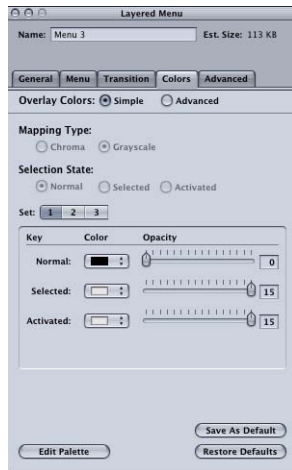 Layered Menu
Name: Menu 3 Est. Size: 113 KB
General Menu Transition Colors Advanced
Overlay Colors: Simple Advanced
Mapping Type:
Chroma Grayscale
Selection State:
Normal Selected Activated
Set: 1 2 3
Key Color Opacity
Normal: 0
Selected: 15
Activated: 15
Save As Default
Edit Palette Restore Defaults